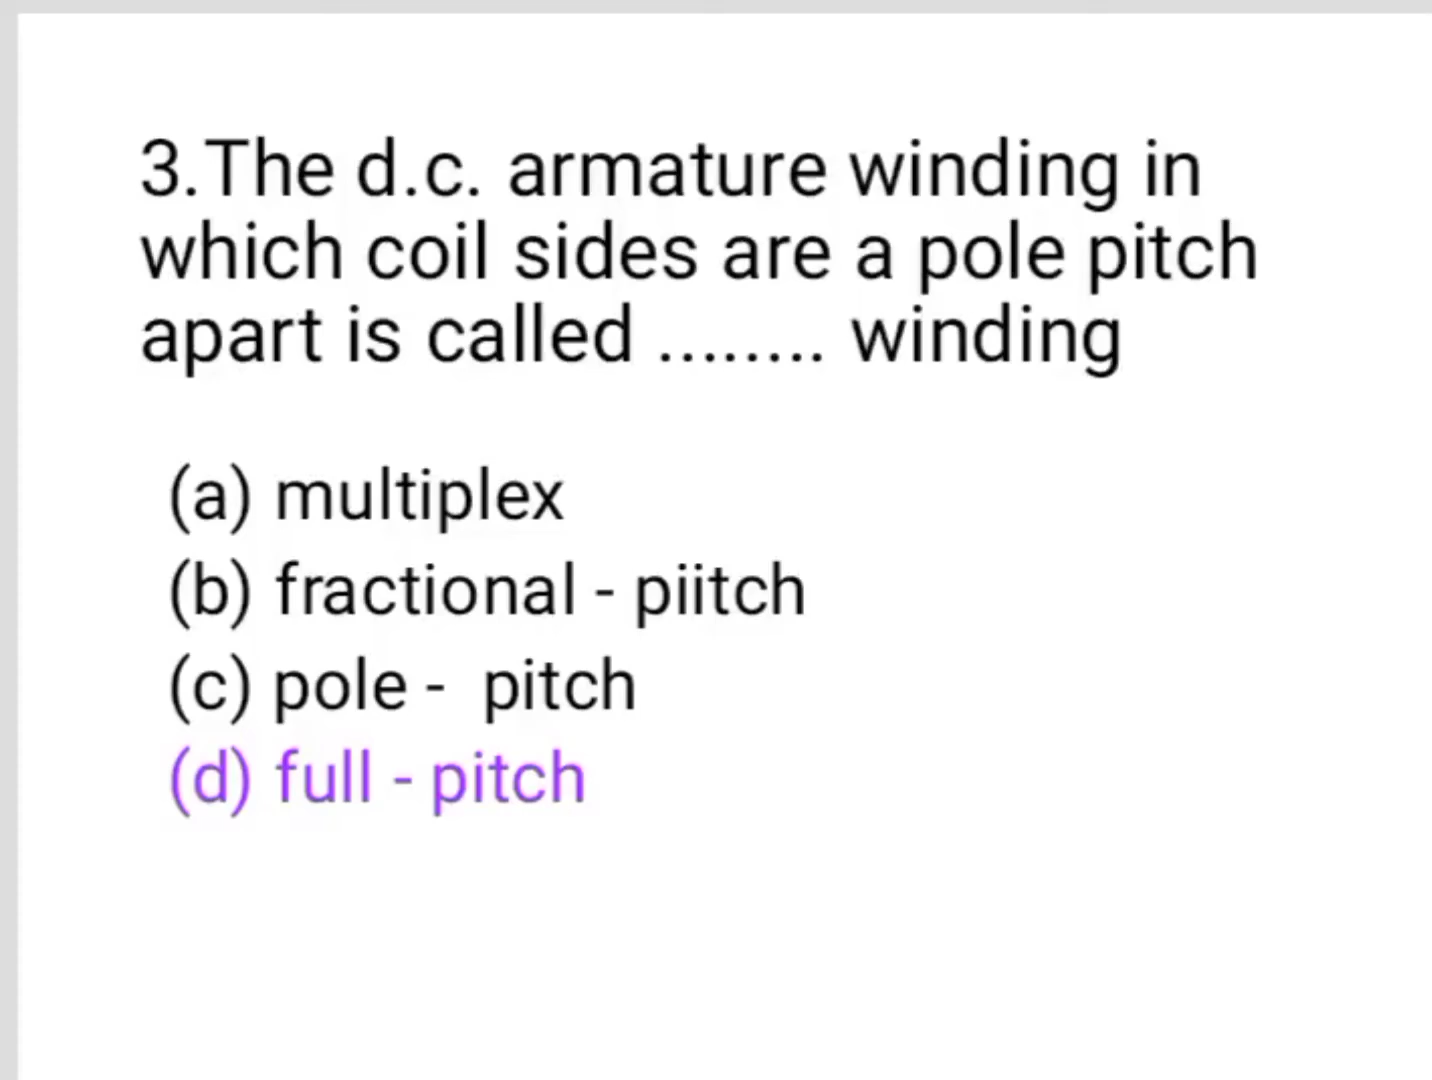 3.The d.c. armature winding in
which coil sides are a pole pitch
apart is called ........ winding
(a) multiplex
(b) fractional - piitch
(c) pole -  pitch
(d) full - pitch